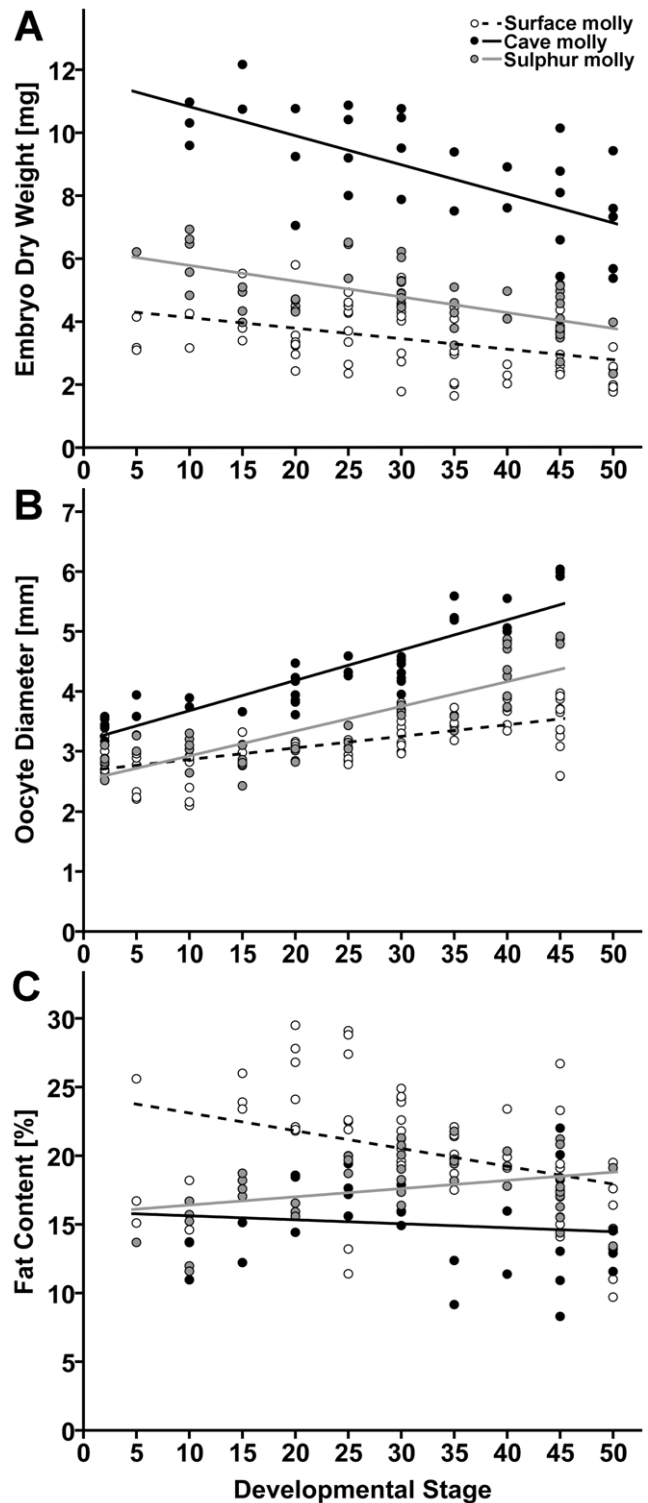 A
Surface molly
Cave molly
Sulphur molly
Embryo Dry Weight [mg]
12
10
8
6
4
2
0
0 5 10 15 20 25 30 35 40 45 50
B
Oocyte Diameter [mm]
7
6
5
4
3
2
1
0
0 5 10 15 20 25 30 35 40 45 50
C
Fat Content [%]
30
25
20
15
10
5
0
0 5 10 15 20 25 30 35 40 45 50
Developmental Stage